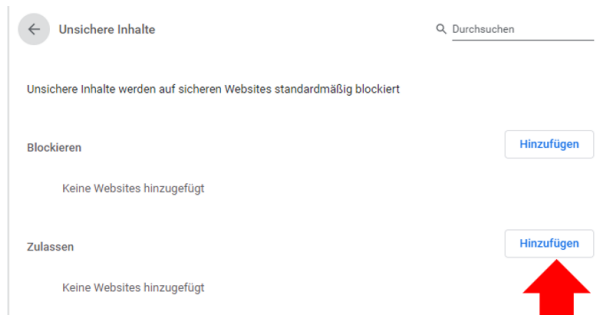 Unsichere Inhalte
Durchsuchen
Unsichere Inhalte werden auf sicheren Websites standardmäßig blockiert
Blockieren
Hinzufügen
Keine Websites hinzugefügt
Zulassen
Hinzufügen
Keine Websites hinzugefügt